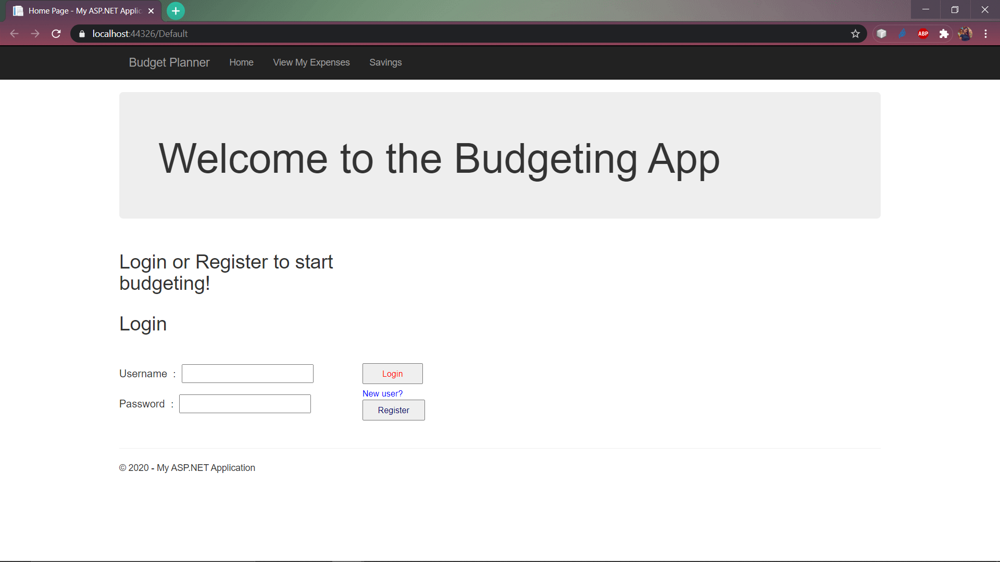 Home Page - My ASP.NET Applic
localhost:44326/Default
ABP
Budget Planner Home View My Expenses Savings
Welcome to the Budgeting App
Login or Register to start
budgeting!
Login
Username :
Login
New user?
Password :
Register
© 2020 - My ASP.NET Application